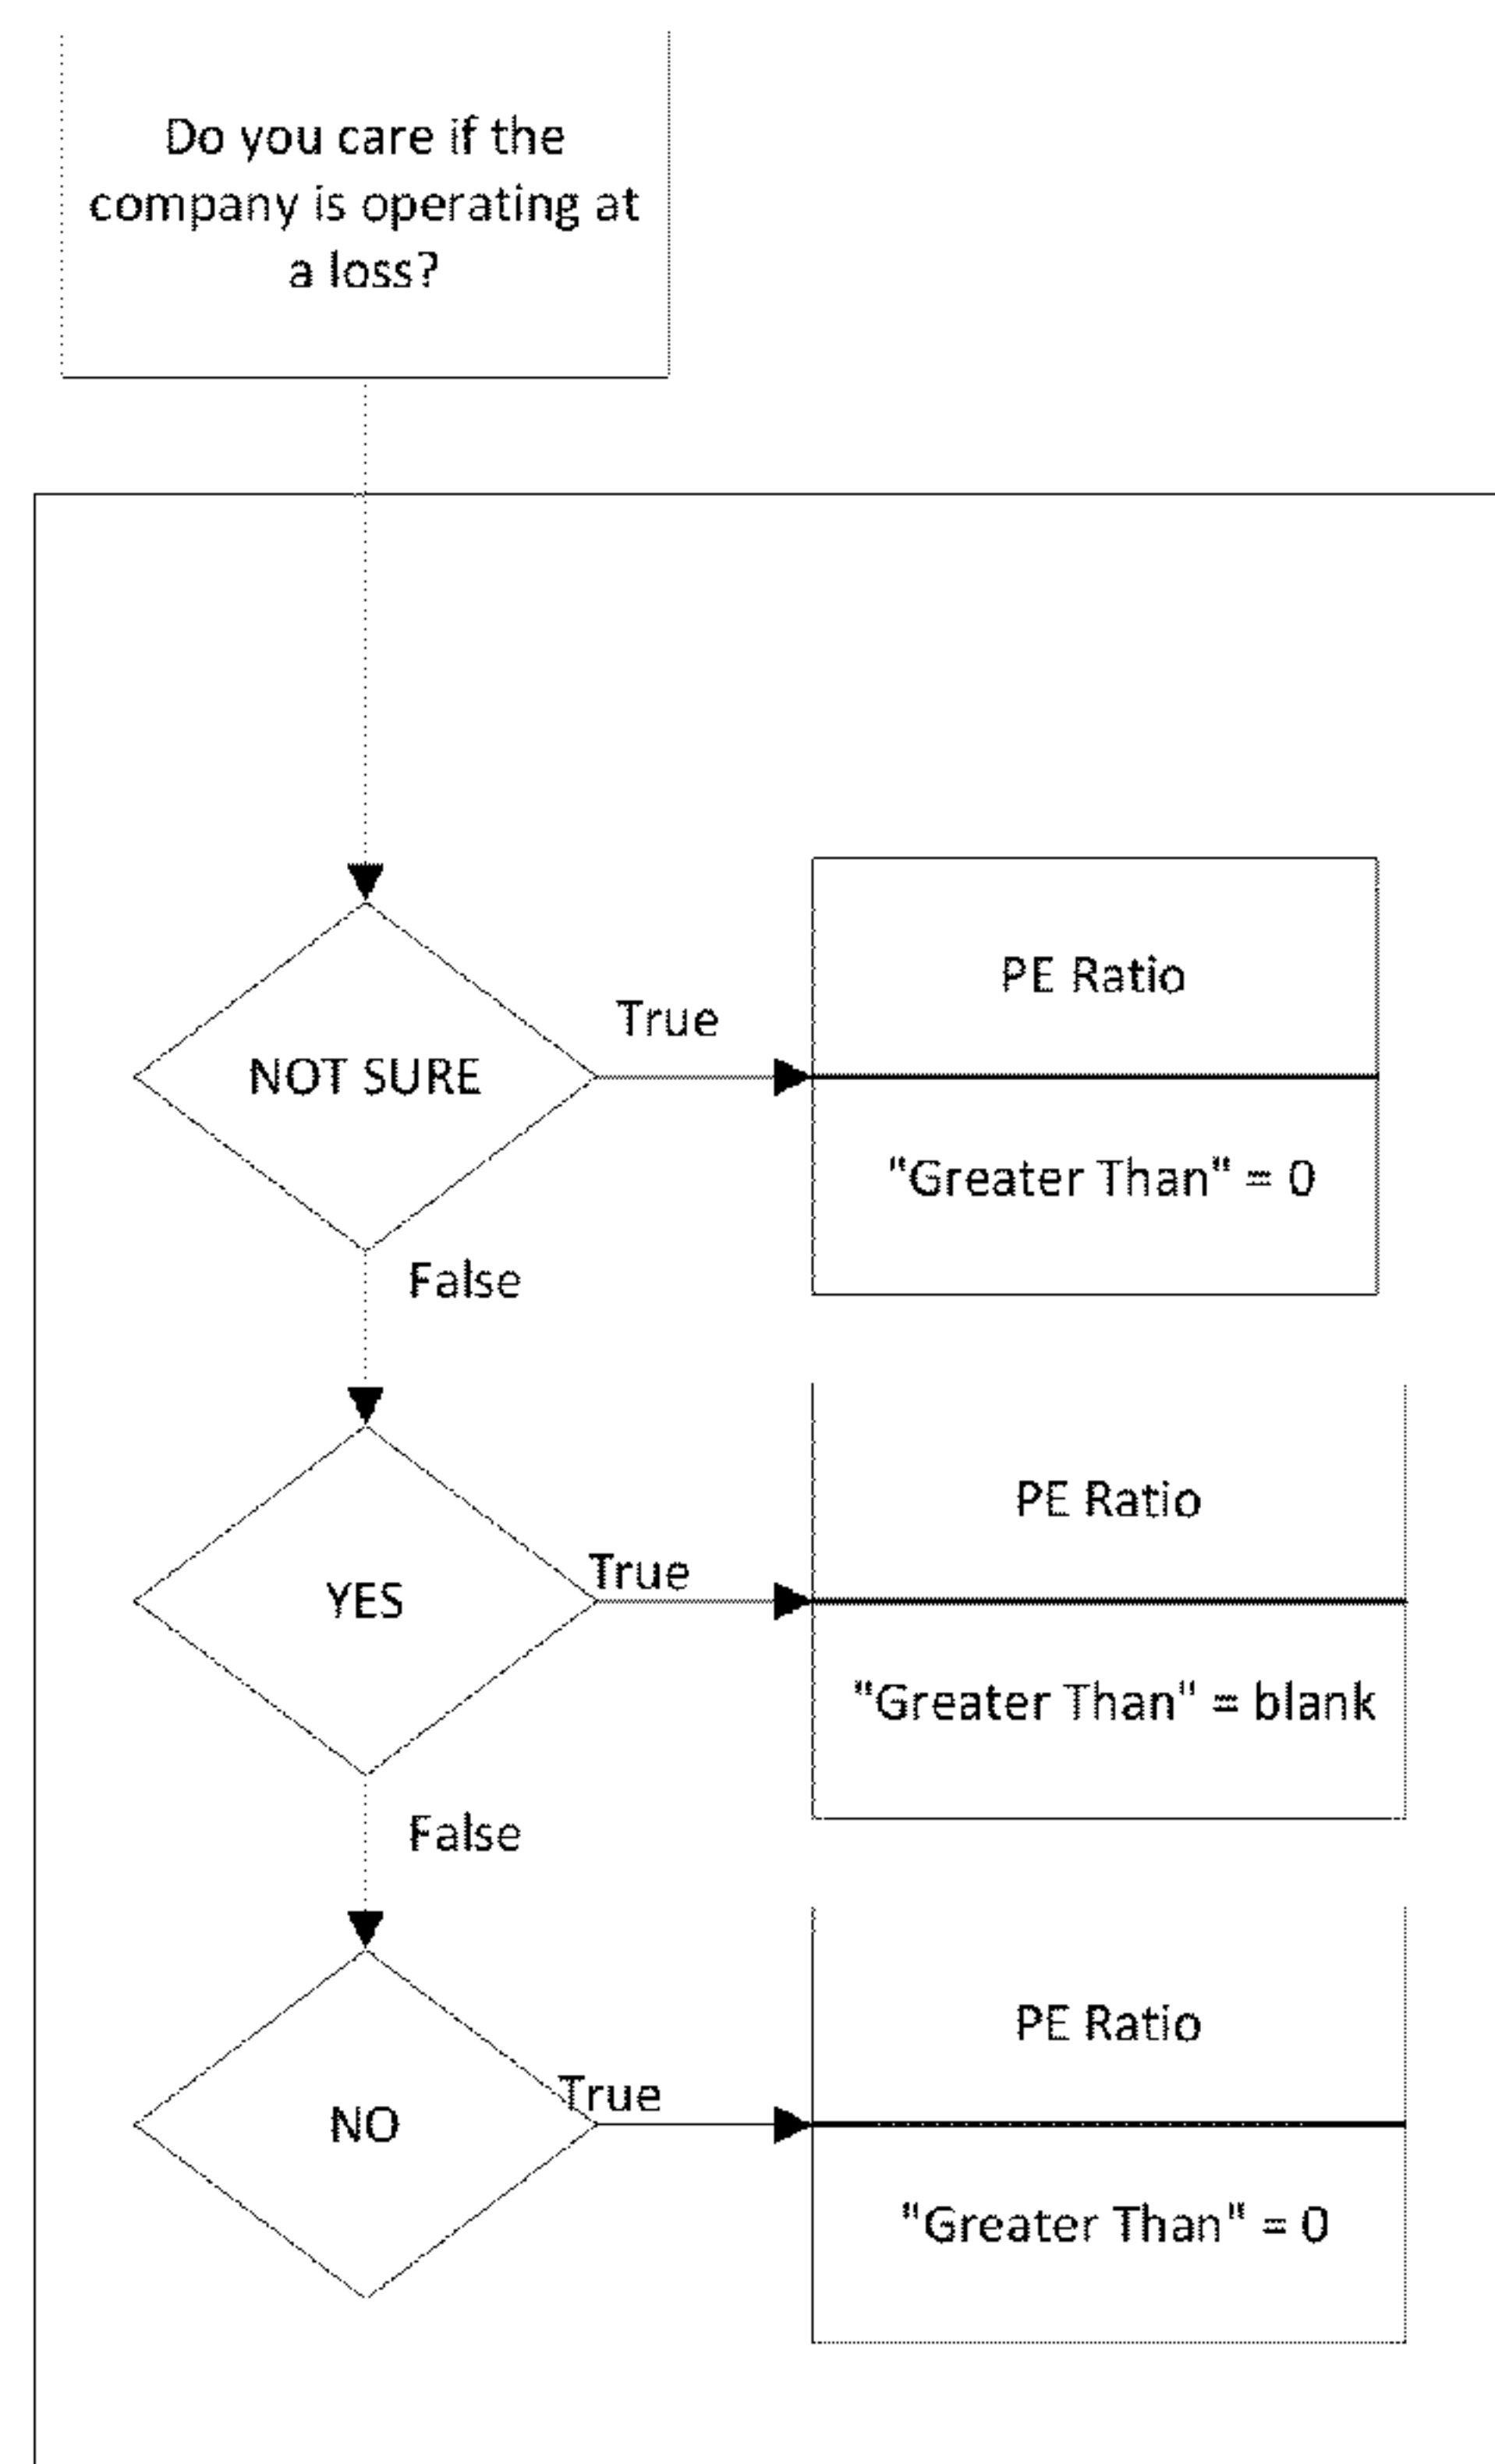 Do you care if the
company is operating at
a loss?
NOT SURE
True
PE Ratio
"Greater Than" = 0
False
YES
True
PE Ratio
"Greater Than" = blank
False
NO
True
PE Ratio
"Greater Than" = 0